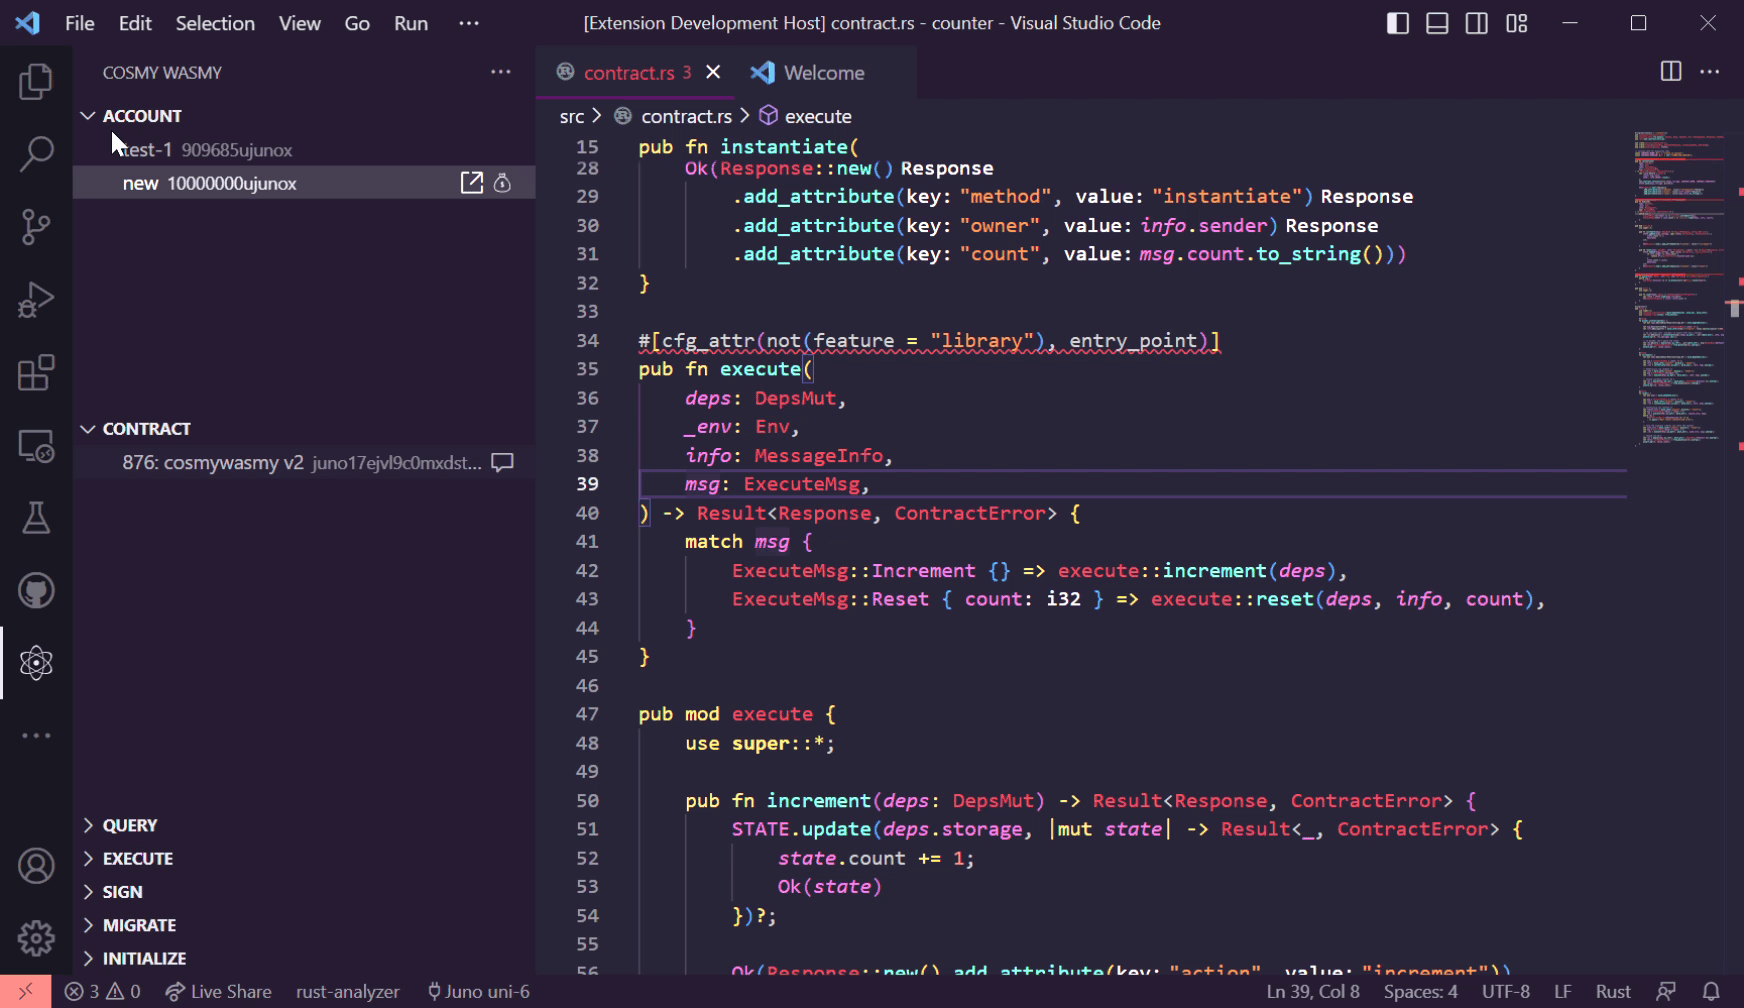 File Edit Selection View Go Run ···
[Extension Development Host] contract.rs - counter - Visual Studio Code
COSMY WASMY
ACCOUNT
test-1 909685ujunox
new 10000000ujunox
CONTRACT
876: cosmywasmy v2 juno17ejvl9c0mxdst...
QUERY
EXECUTE
SIGN
MIGRATE
INITIALIZE
contract.rs 3
Welcome
src > contract.rs > execute
15 pub fn instantiate(
28 Ok(Response::new() Response
29 .add_attribute(key: "method", value: "instantiate") Response
30 .add_attribute(key: "owner", value: info.sender) Response
31 .add_attribute(key: "count", value: msg.count.to_string()))
32 }
33
34 #[cfg_attr(not(feature = "library"), entry_point)]
35 pub fn execute(
36 deps: DepsMut,
37 _env: Env,
38 info: MessageInfo,
39 msg: ExecuteMsg,
40 ) -> Result<Response, ContractError> {
41 match msg {
42 ExecuteMsg::Increment {} => execute::increment(deps),
43 ExecuteMsg::Reset { count: i32 } => execute::reset(deps, info, count),
44 }
45 }
46
47 pub mod execute {
48 use super::*;
49
50 pub fn increment(deps: DepsMut) -> Result<Response, ContractError> {
51 STATE.update(deps.storage, |mut state| -> Result<_, ContractError> {
52 state.count += 1;
53 Ok(state)
54 })?;
55
56 Ok(Response::new().add_attribute(key: "action", value: "increment"))
3 0 Live Share rust-analyzer Juno uni-6
Ln 39, Col 8 Spaces: 4 UTF-8 LF Rust